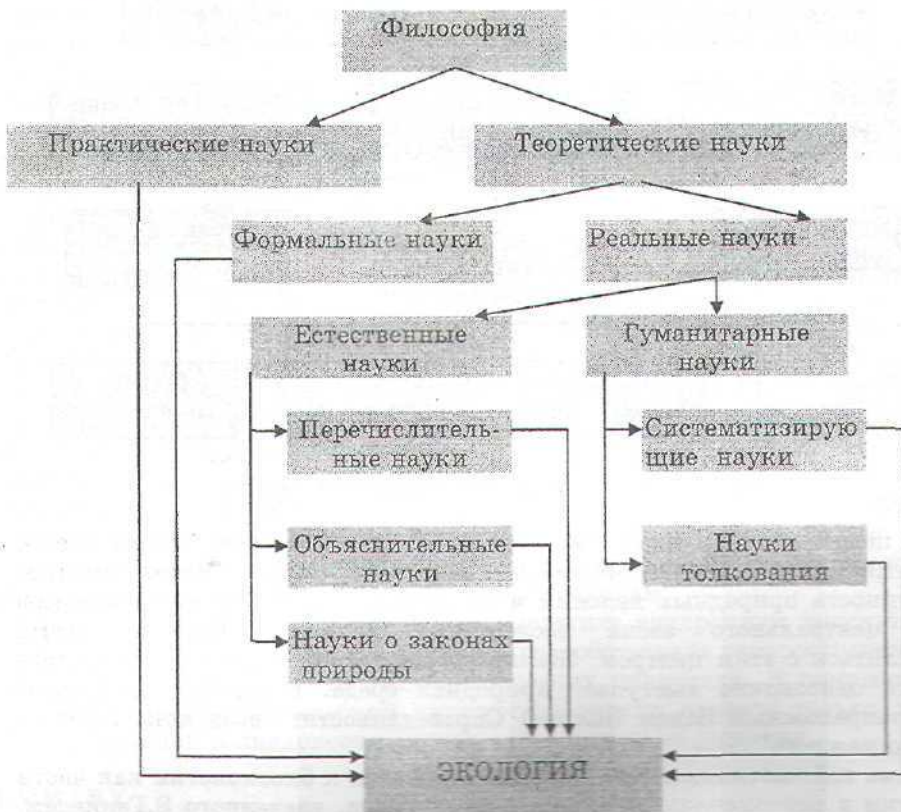 Философия
Практические науки
Теоретические науки
Формальные науки
Реальные науки
Естественные
науки
Гуманитарные
науки
Перечислитель-
ные науки
Систематизирую
щие науки
Объяснительные
науки
Науки
толкования
Науки о законах
природы
ЭКОЛОГИЯ